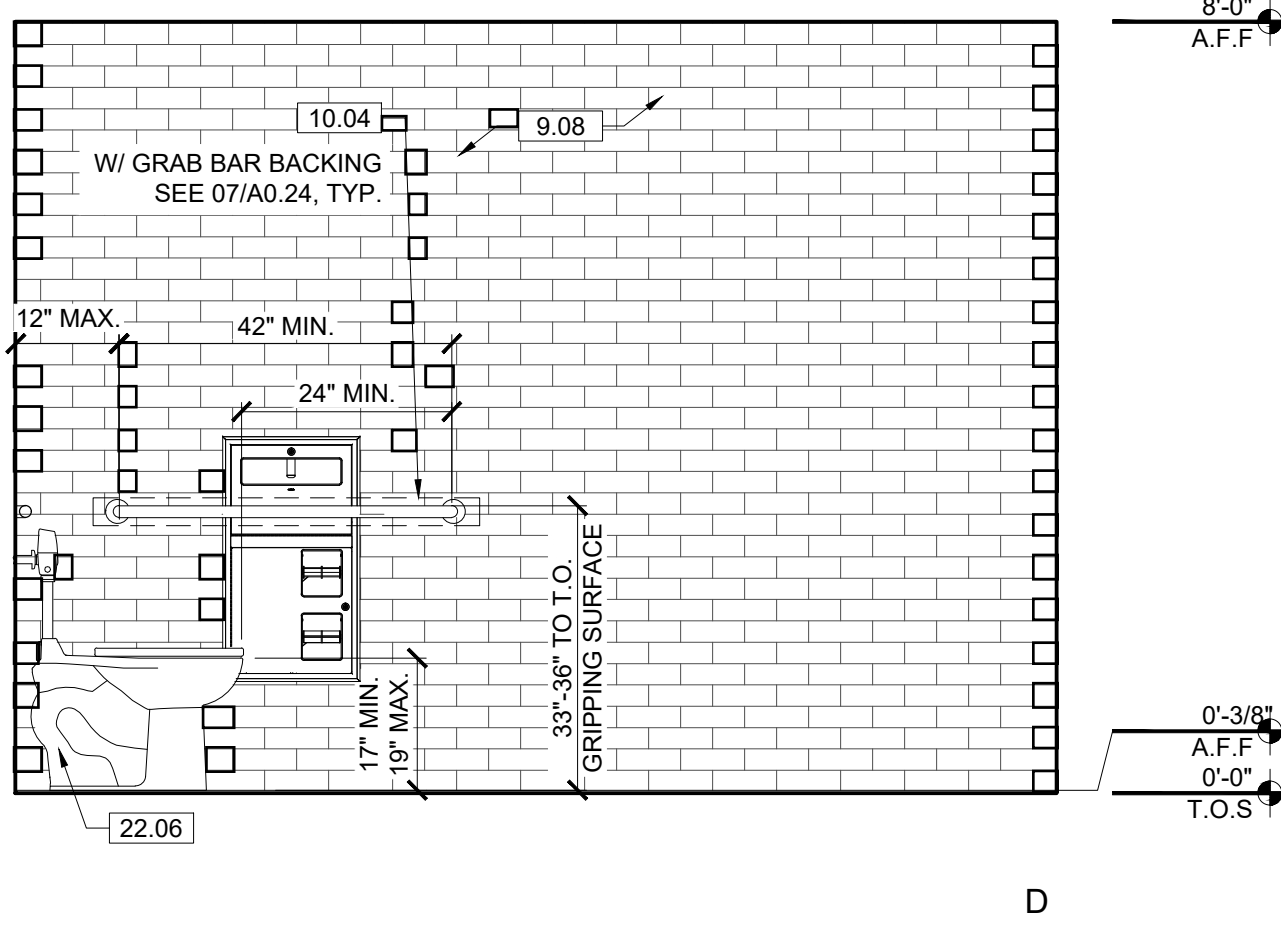 8'-0"
A.F.F
10.04
9.08
W/ GRAB BAR BACKING
SEE 07/A0.24, TYP.
12" MAX.
42" MIN.
24" MIN.
33"-36" TO T.O.
GRIPPING SURFACE
17" MIN.
19" MAX.
0'-3/8"
A.F.F
0'-0"
T.O.S
22.06
D